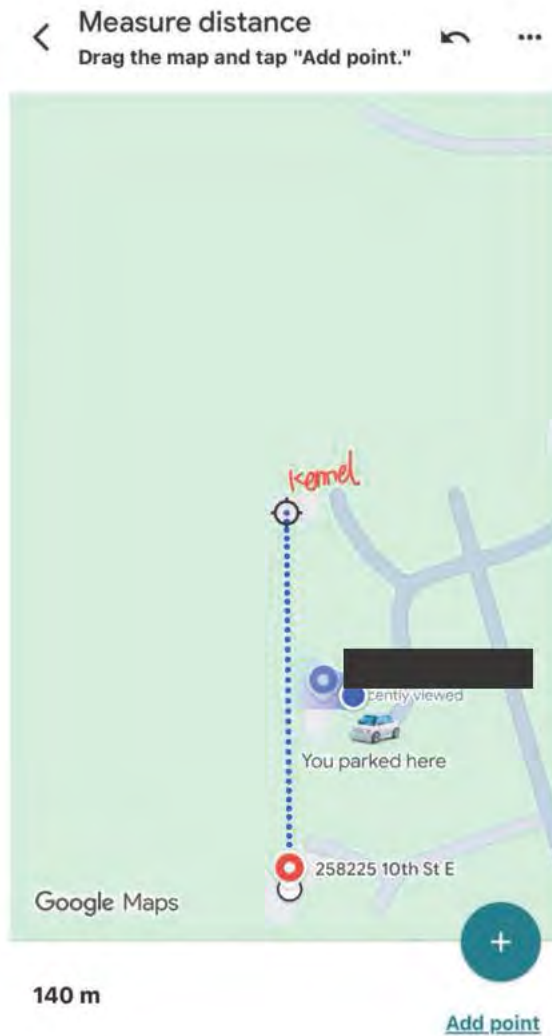 Measure distance
Drag the map and tap "Add point."
Kennel
cently viewed
You parked here
258225 10th St E
Google Maps
140 m
Add point